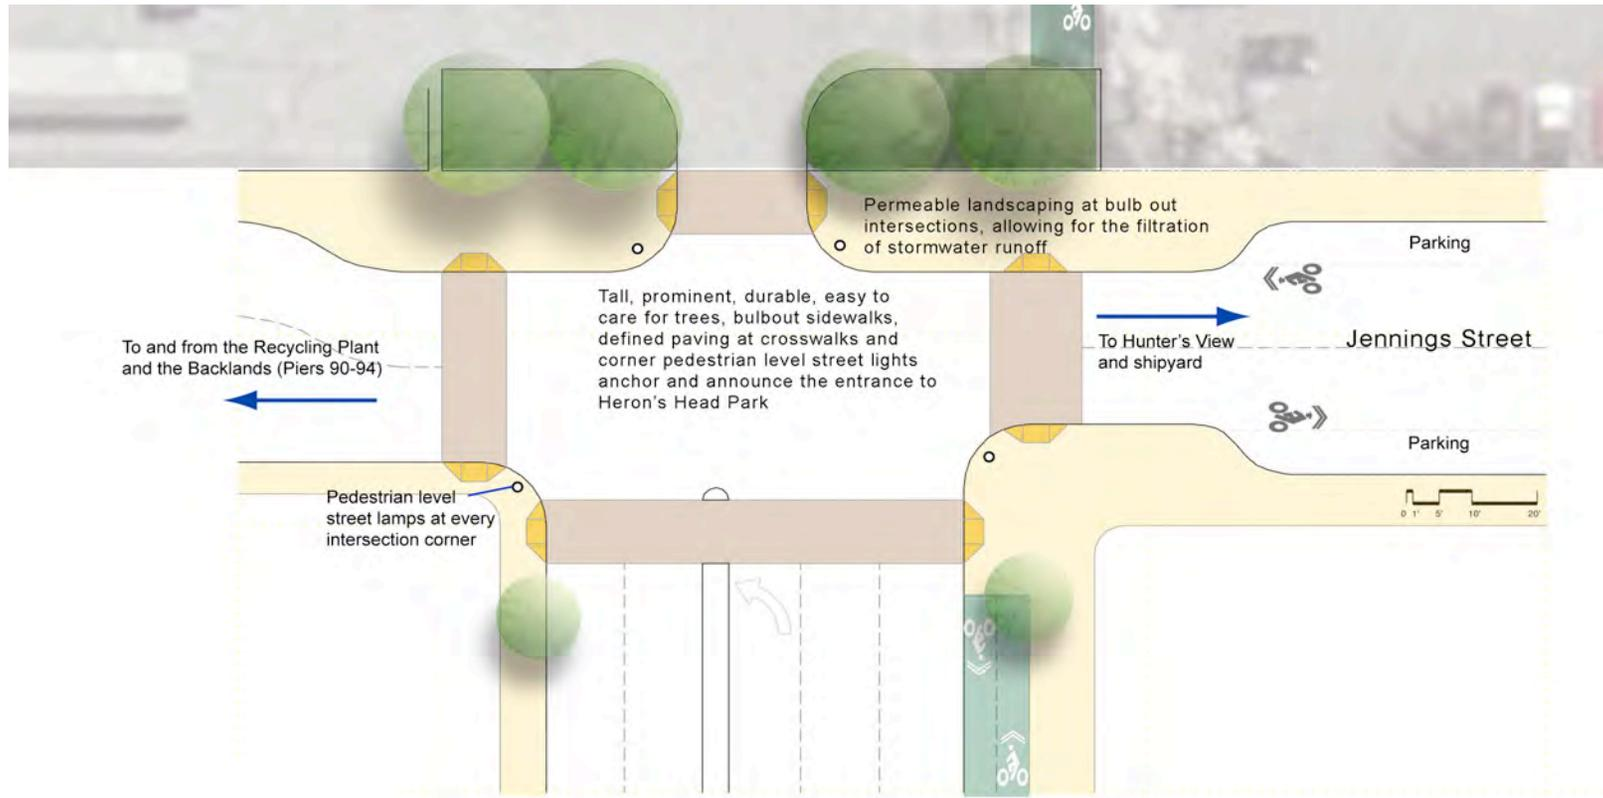 Permeable landscaping at bulb out
intersections, allowing for the filtration
of stormwater runoff
Parking
Tall, prominent, durable, easy to
care for trees, bulbout sidewalks,
defined paving at crosswalks and
corner pedestrian level street lights
anchor and announce the entrance to
Heron's Head Park
To and from the Recycling Plant
and the Backlands (Piers 90-94)
To Hunter's View
and shipyard
Jennings Street
Parking
Pedestrian level
street lamps at every
intersection corner
0 1' 5' 10' 20'